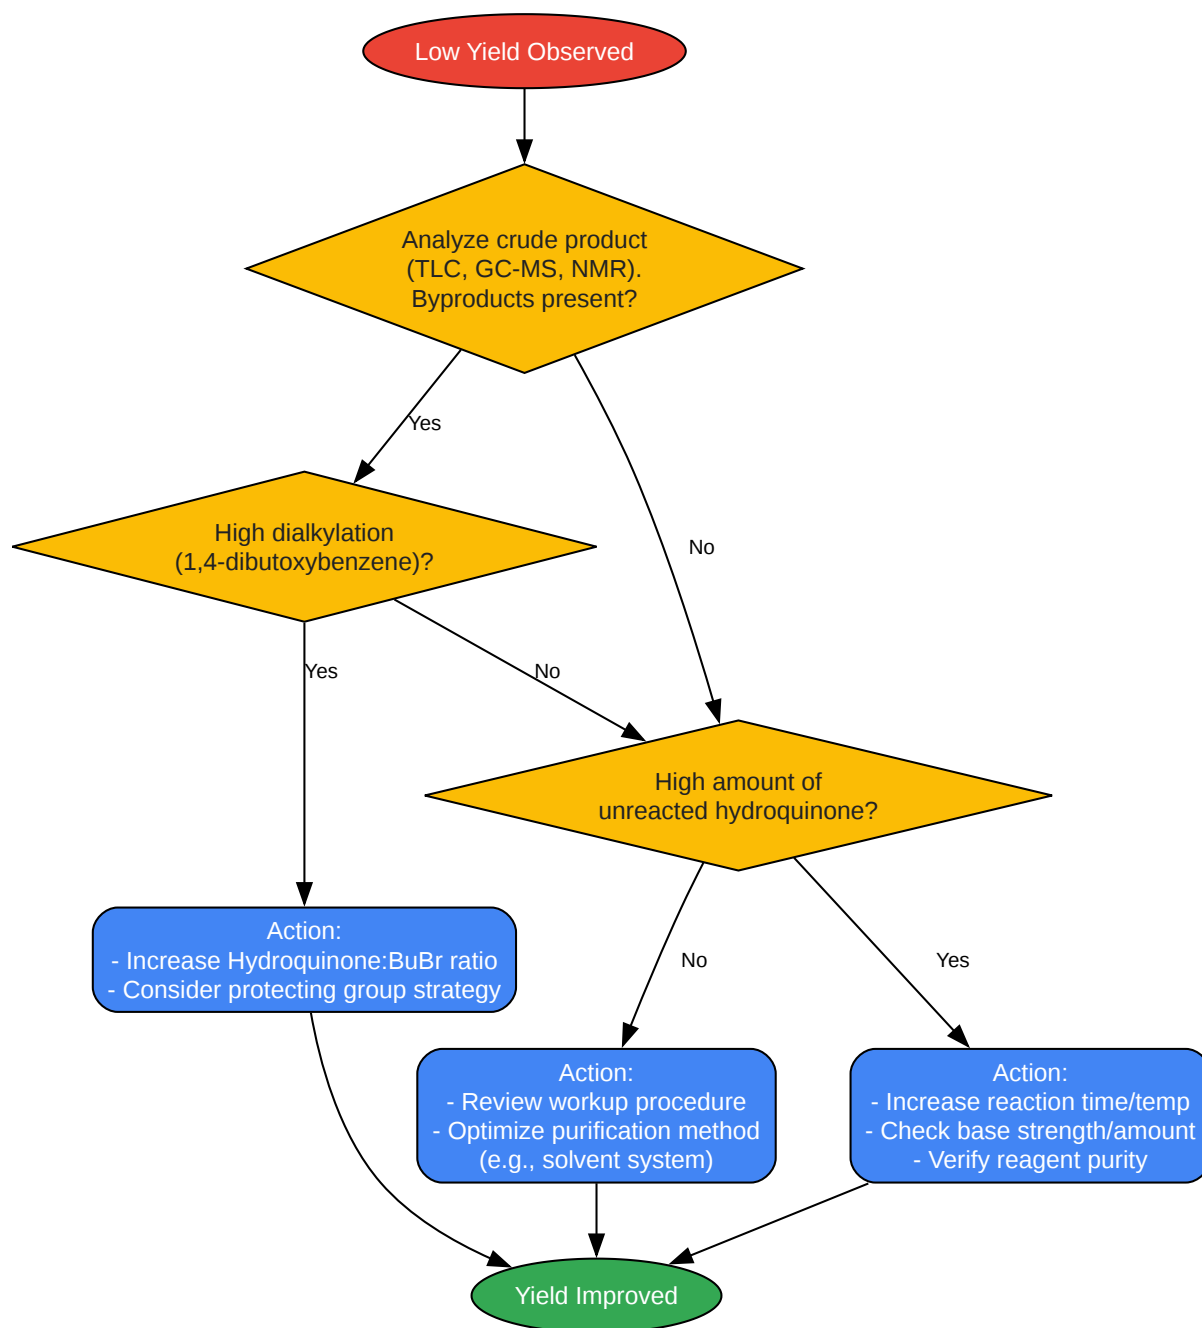 Low Yield Observed
Analyze crude product
(TLC, GC-MS, NMR).
Byproducts present?
Yes
No
High dialkylation
(1,4-dibutoxybenzene)?
Yes
No
High amount of
unreacted hydroquinone?
Action:
- Increase Hydroquinone:BuBr ratio
- Consider protecting group strategy
No
Yes
Action:
- Review workup procedure
- Optimize purification method
(e.g., solvent system)
Action:
- Increase reaction time/temp
- Check base strength/amount
- Verify reagent purity
Yield Improved